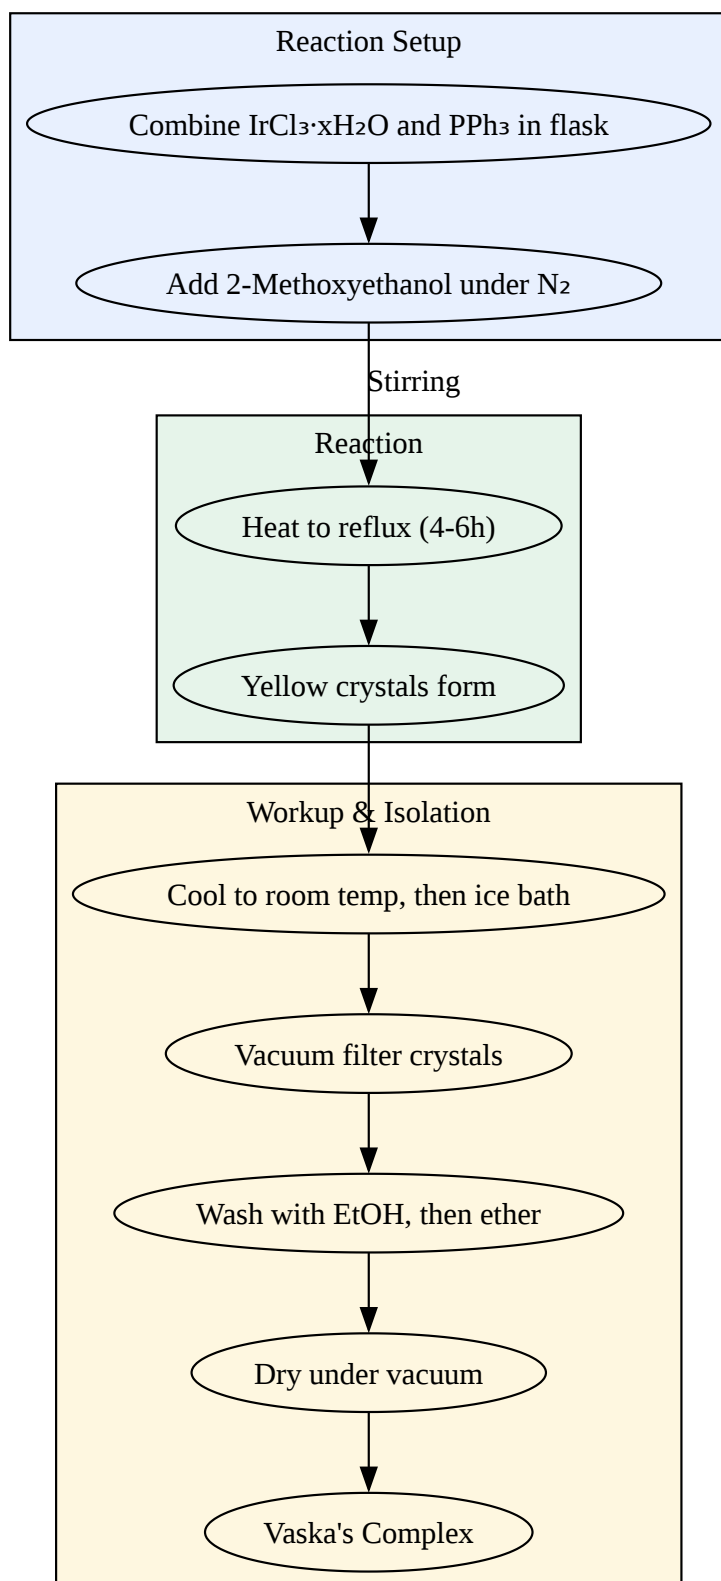 Reaction Setup
Combine IrCl₃·xH₂O and PPh₃ in flask
Add 2-Methoxyethanol under N₂
Stirring
Reaction
Heat to reflux (4-6h)
Yellow crystals form
Workup & Isolation
Cool to room temp, then ice bath
Vacuum filter crystals
Wash with EtOH, then ether
Dry under vacuum
Vaska's Complex